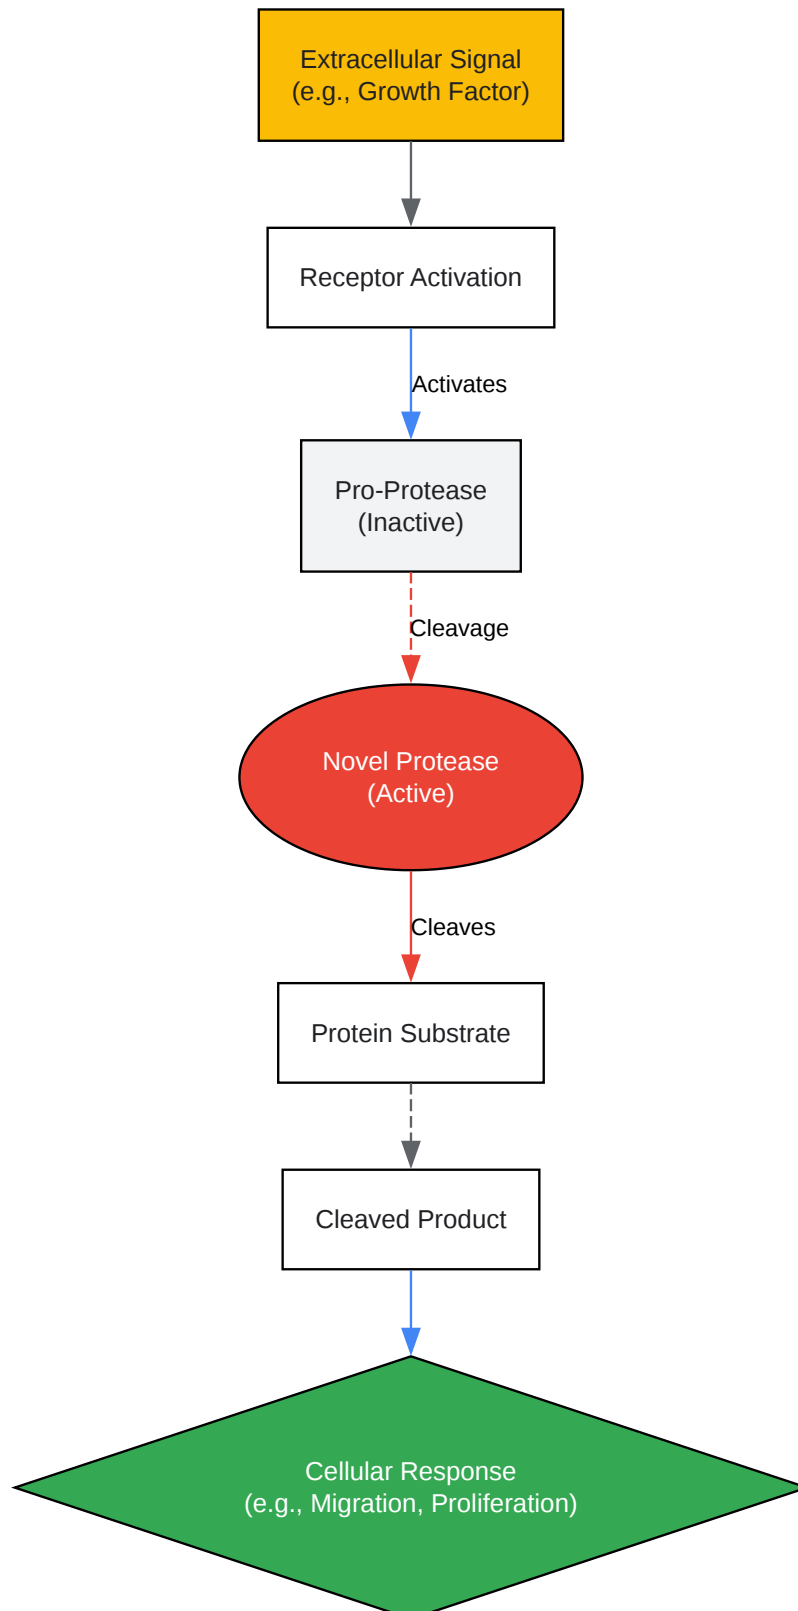 Extracellular Signal
(e.g., Growth Factor)
Receptor Activation
Activates
Pro-Protease
(Inactive)
Cleavage
Novel Protease
(Active)
Cleaves
Protein Substrate
Cleaved Product
Cellular Response
(e.g., Migration, Proliferation)